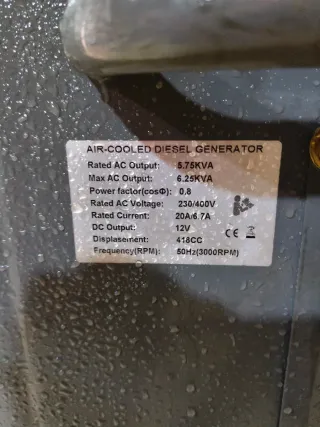 AIR-COOLED DIESEL GENERATOR
Rated AC Output: 5.75KVA
Max AC Output: 6.25KVA
Power factor(cosΦ): 0.8
Rated AC Voltage: 230/400V
Rated Current: 20A/6.7A
DC Output: 12V
Displasement: 418CC
Frequency(RPM): 50Hz(3000RPM)
CE